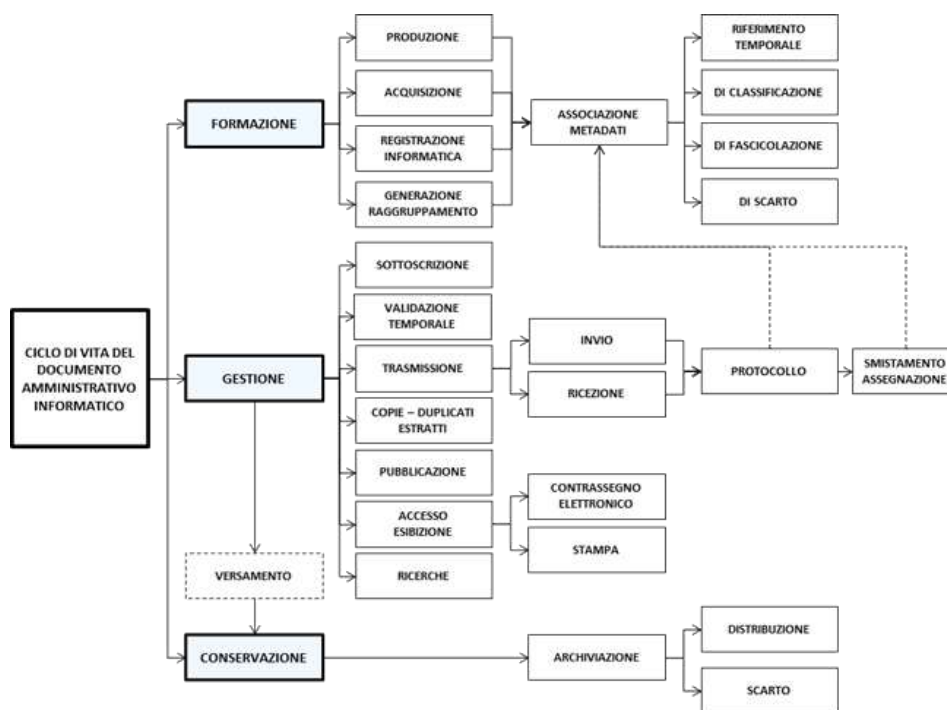 CICLO DI VITA DEL
DOCUMENTO
AMMINISTRATIVO
INFORMATICO
FORMAZIONE
PRODUZIONE
ACQUISIZIONE
REGISTRAZIONE
INFORMATICA
GENERAZIONE
RAGGRUPPAMENTO
ASSOCIAZIONE
METADATI
RIFERIMENTO
TEMPORALE
DI CLASSIFICAZIONE
DI FASCICOLAZIONE
DI SCARTO
GESTIONE
SOTTOSCRIZIONE
VALIDAZIONE
TEMPORALE
TRASMISSIONE
INVIO
RICEZIONE
PROTOCOLLO
SMISTAMENTO
ASSEGNAZIONE
COPIE – DUPLICATI
ESTRATTI
PUBBLICAZIONE
ACCESSO
ESIBIZIONE
CONTRASSEGNO
ELETTRONICO
STAMPA
RICERCHE
VERSAMENTO
CONSERVAZIONE
ARCHIVIAZIONE
DISTRIBUZIONE
SCARTO